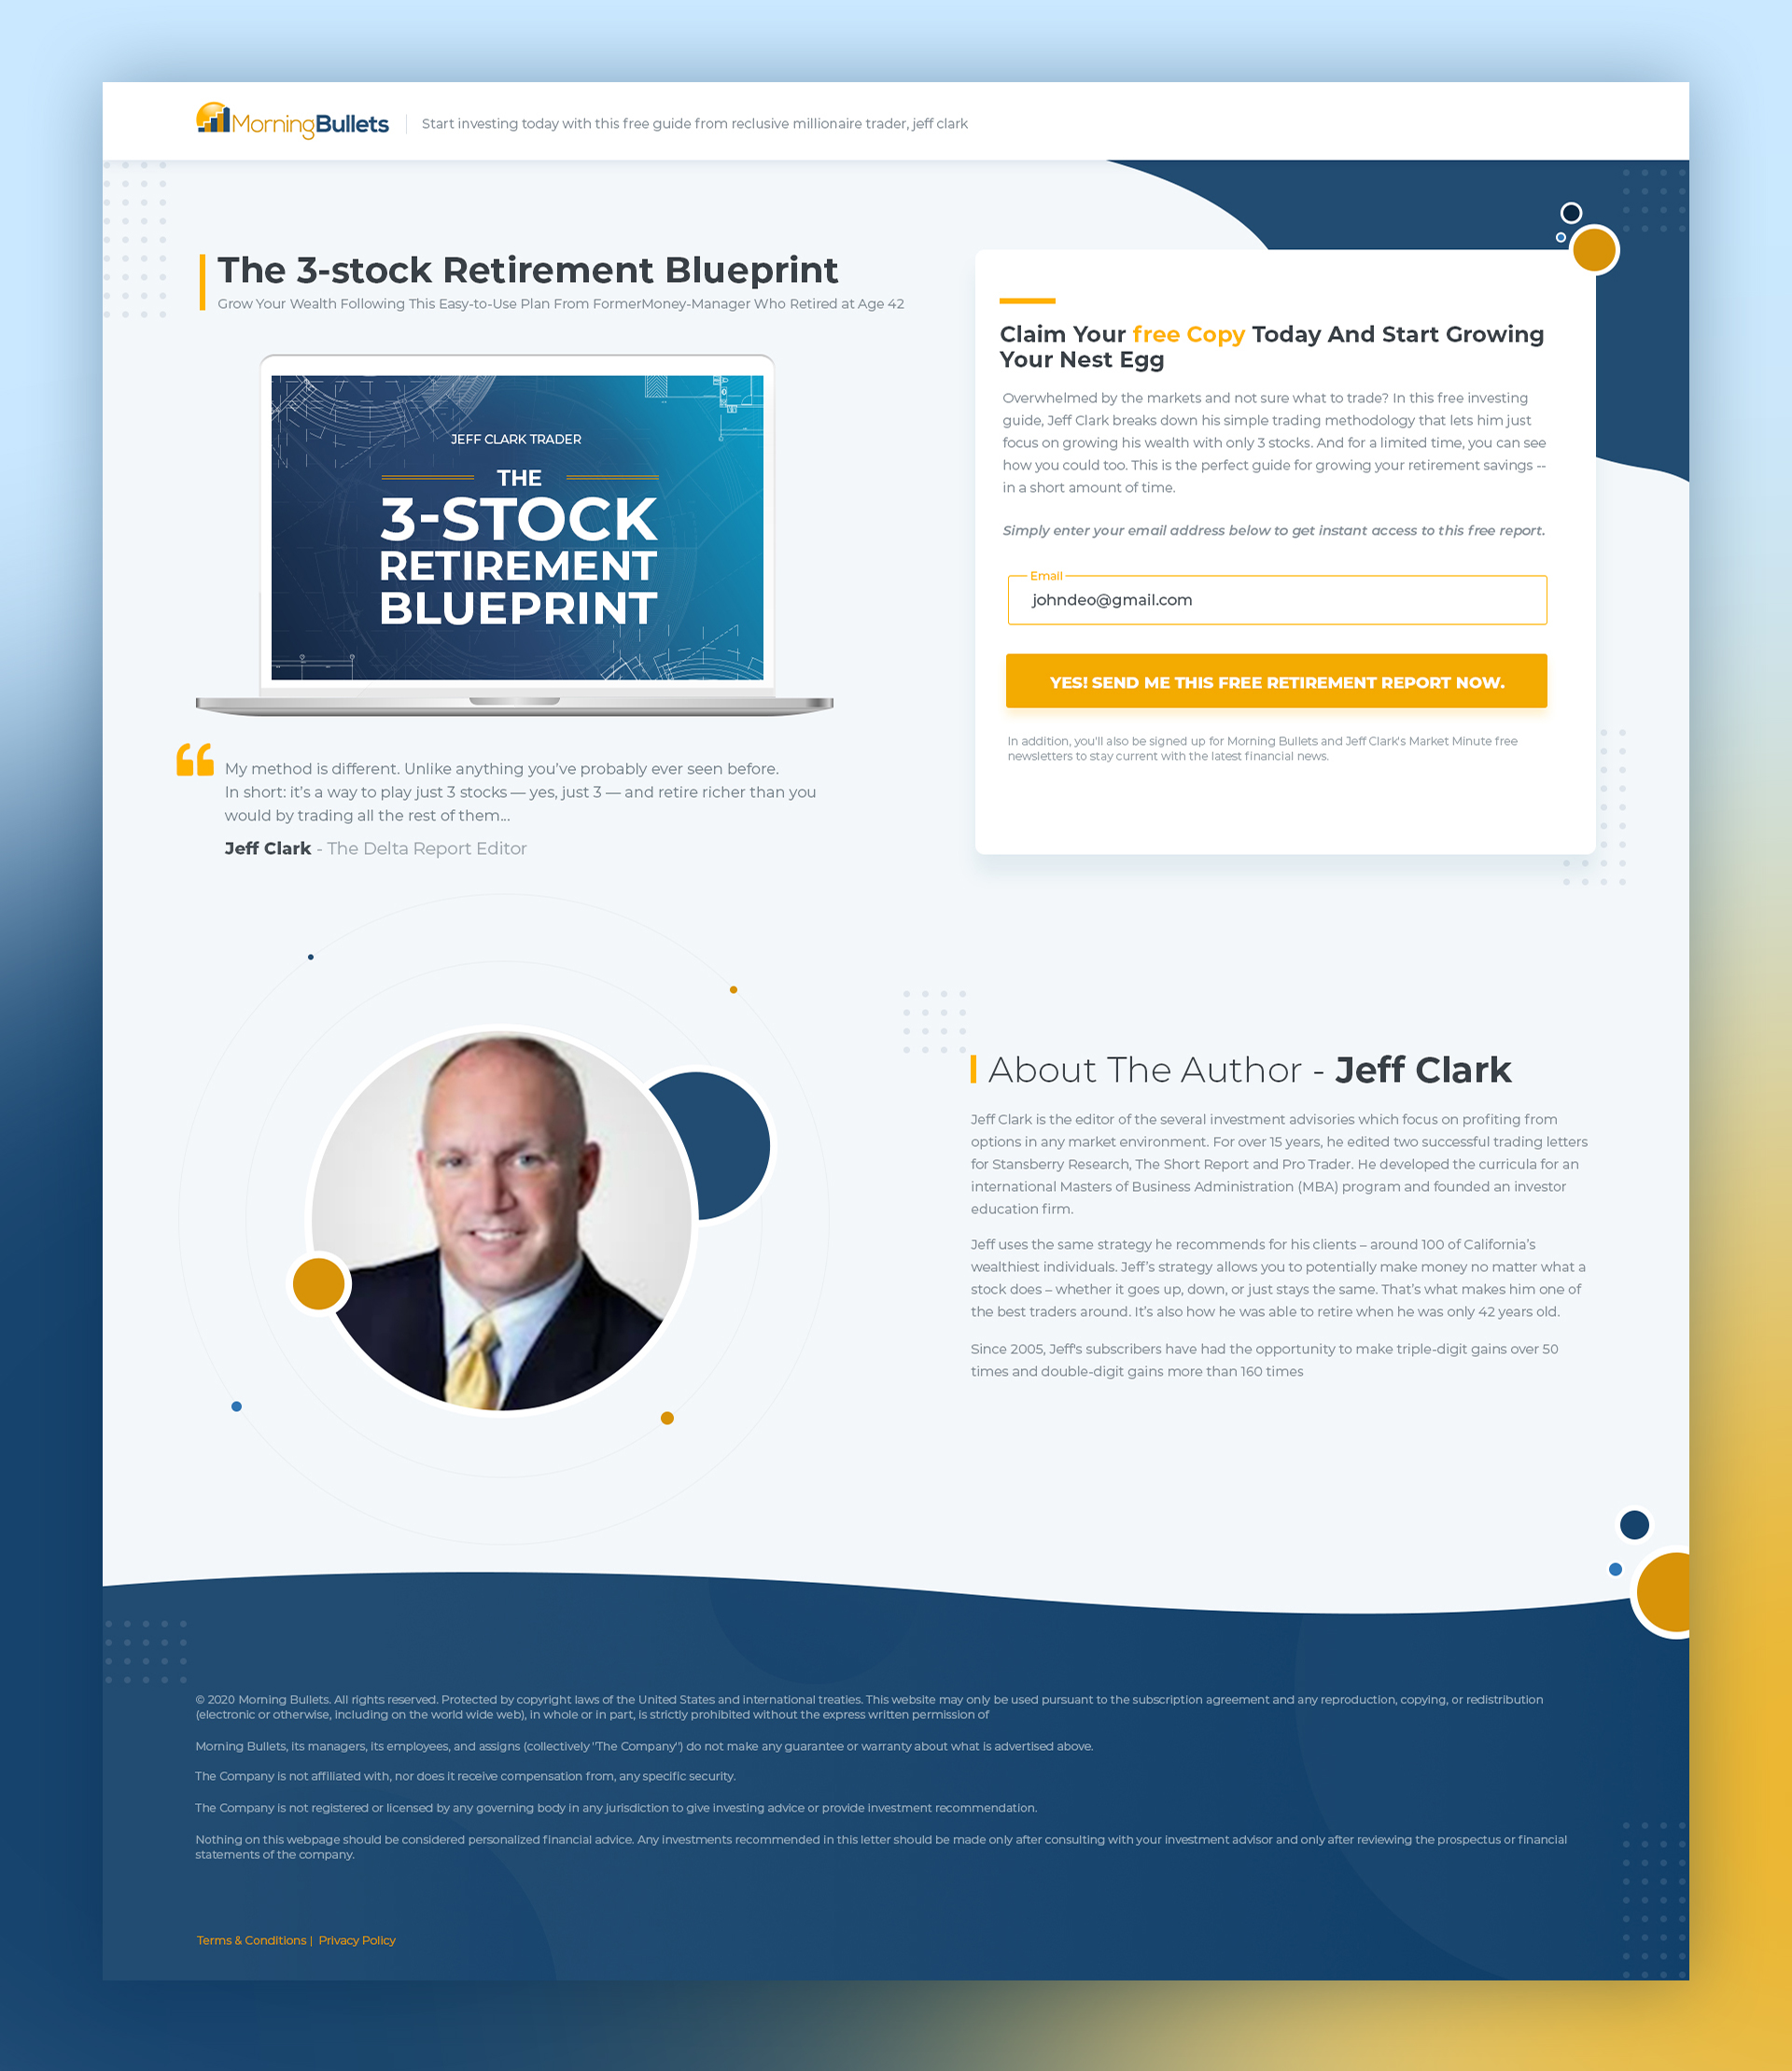 MorningBullets
Start investing today with this free guide from reclusive millionaire trader, jeff clark
The 3-stock Retirement Blueprint
Grow Your Wealth Following This Easy-to-Use Plan From FormerMoney-Manager Who Retired at Age 42
JEFF CLARK TRADER
THE
3-STOCK
RETIREMENT
BLUEPRINT
“
My method is different. Unlike anything you’ve probably ever seen before.
In short: it’s a way to play just 3 stocks — yes, just 3 — and retire richer than you
would by trading all the rest of them...
Jeff Clark - The Delta Report Editor
Claim Your free Copy Today And Start Growing
Your Nest Egg
Overwhelmed by the markets and not sure what to trade? In this free investing
guide, Jeff Clark breaks down his simple trading methodology that lets him just
focus on growing his wealth with only 3 stocks. And for a limited time, you can see
how you could too. This is the perfect guide for growing your retirement savings --
in a short amount of time.
Simply enter your email address below to get instant access to this free report.
Email
johndeo@gmail.com
YES! SEND ME THIS FREE RETIREMENT REPORT NOW.
In addition, you'll also be signed up for Morning Bullets and Jeff Clark's Market Minute free
newsletters to stay current with the latest financial news.
About The Author - Jeff Clark
Jeff Clark is the editor of the several investment advisories which focus on profiting from
options in any market environment. For over 15 years, he edited two successful trading letters
for Stansberry Research, The Short Report and Pro Trader. He developed the curricula for an
international Masters of Business Administration (MBA) program and founded an investor
education firm.
Jeff uses the same strategy he recommends for his clients – around 100 of California’s
wealthiest individuals. Jeff’s strategy allows you to potentially make money no matter what a
stock does – whether it goes up, down, or just stays the same. That’s what makes him one of
the best traders around. It’s also how he was able to retire when he was only 42 years old.
Since 2005, Jeff's subscribers have had the opportunity to make triple-digit gains over 50
times and double-digit gains more than 160 times
© 2020 Morning Bullets. All rights reserved. Protected by copyright laws of the United States and international treaties. This website may only be used pursuant to the subscription agreement and any reproduction, copying, or redistribution
(electronic or otherwise, including on the world wide web), in whole or in part, is strictly prohibited without the express written permission of
Morning Bullets, its managers, its employees, and assigns (collectively "The Company") do not make any guarantee or warranty about what is advertised above.
The Company is not affiliated with, nor does it receive compensation from, any specific security.
The Company is not registered or licensed by any governing body in any jurisdiction to give investing advice or provide investment recommendation.
Nothing on this webpage should be considered personalized financial advice. Any investments recommended in this letter should be made only after consulting with your investment advisor and only after reviewing the prospectus or financial
statements of the company.
Terms & Conditions | Privacy Policy